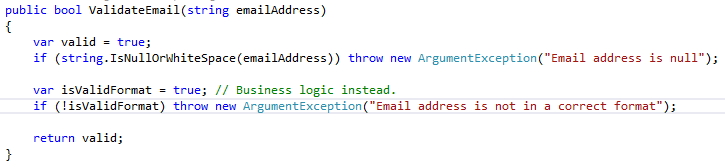 public bool ValidateEmail(string emailAddress)
{
var valid = true;
if (string.IsNullOrWhiteSpace(emailAddress)) throw new ArgumentException("Email address is null");
var isValidFormat = true; // Business logic instead.
if (!isValidFormat) throw new ArgumentException("Email address is not in a correct format");
return valid;
}